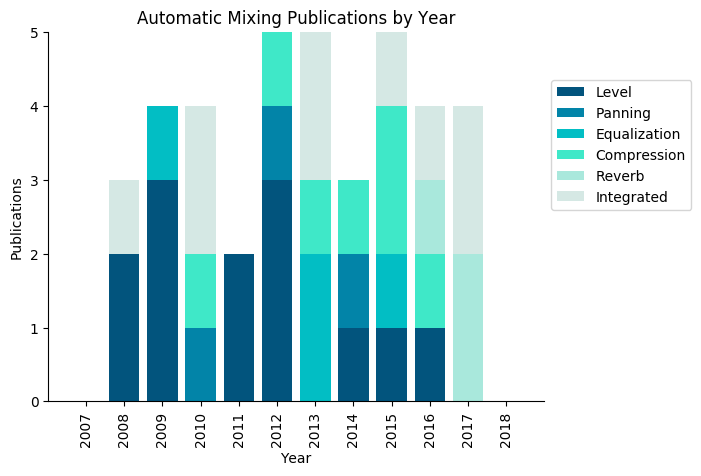 Automatic Mixing Publications by Year
5
4
3
2
1
0
Publications
2007
2008
2009
2010
2011
2012
2013
2014
2015
2016
2017
2018
Year
Level
Panning
Equalization
Compression
Reverb
Integrated